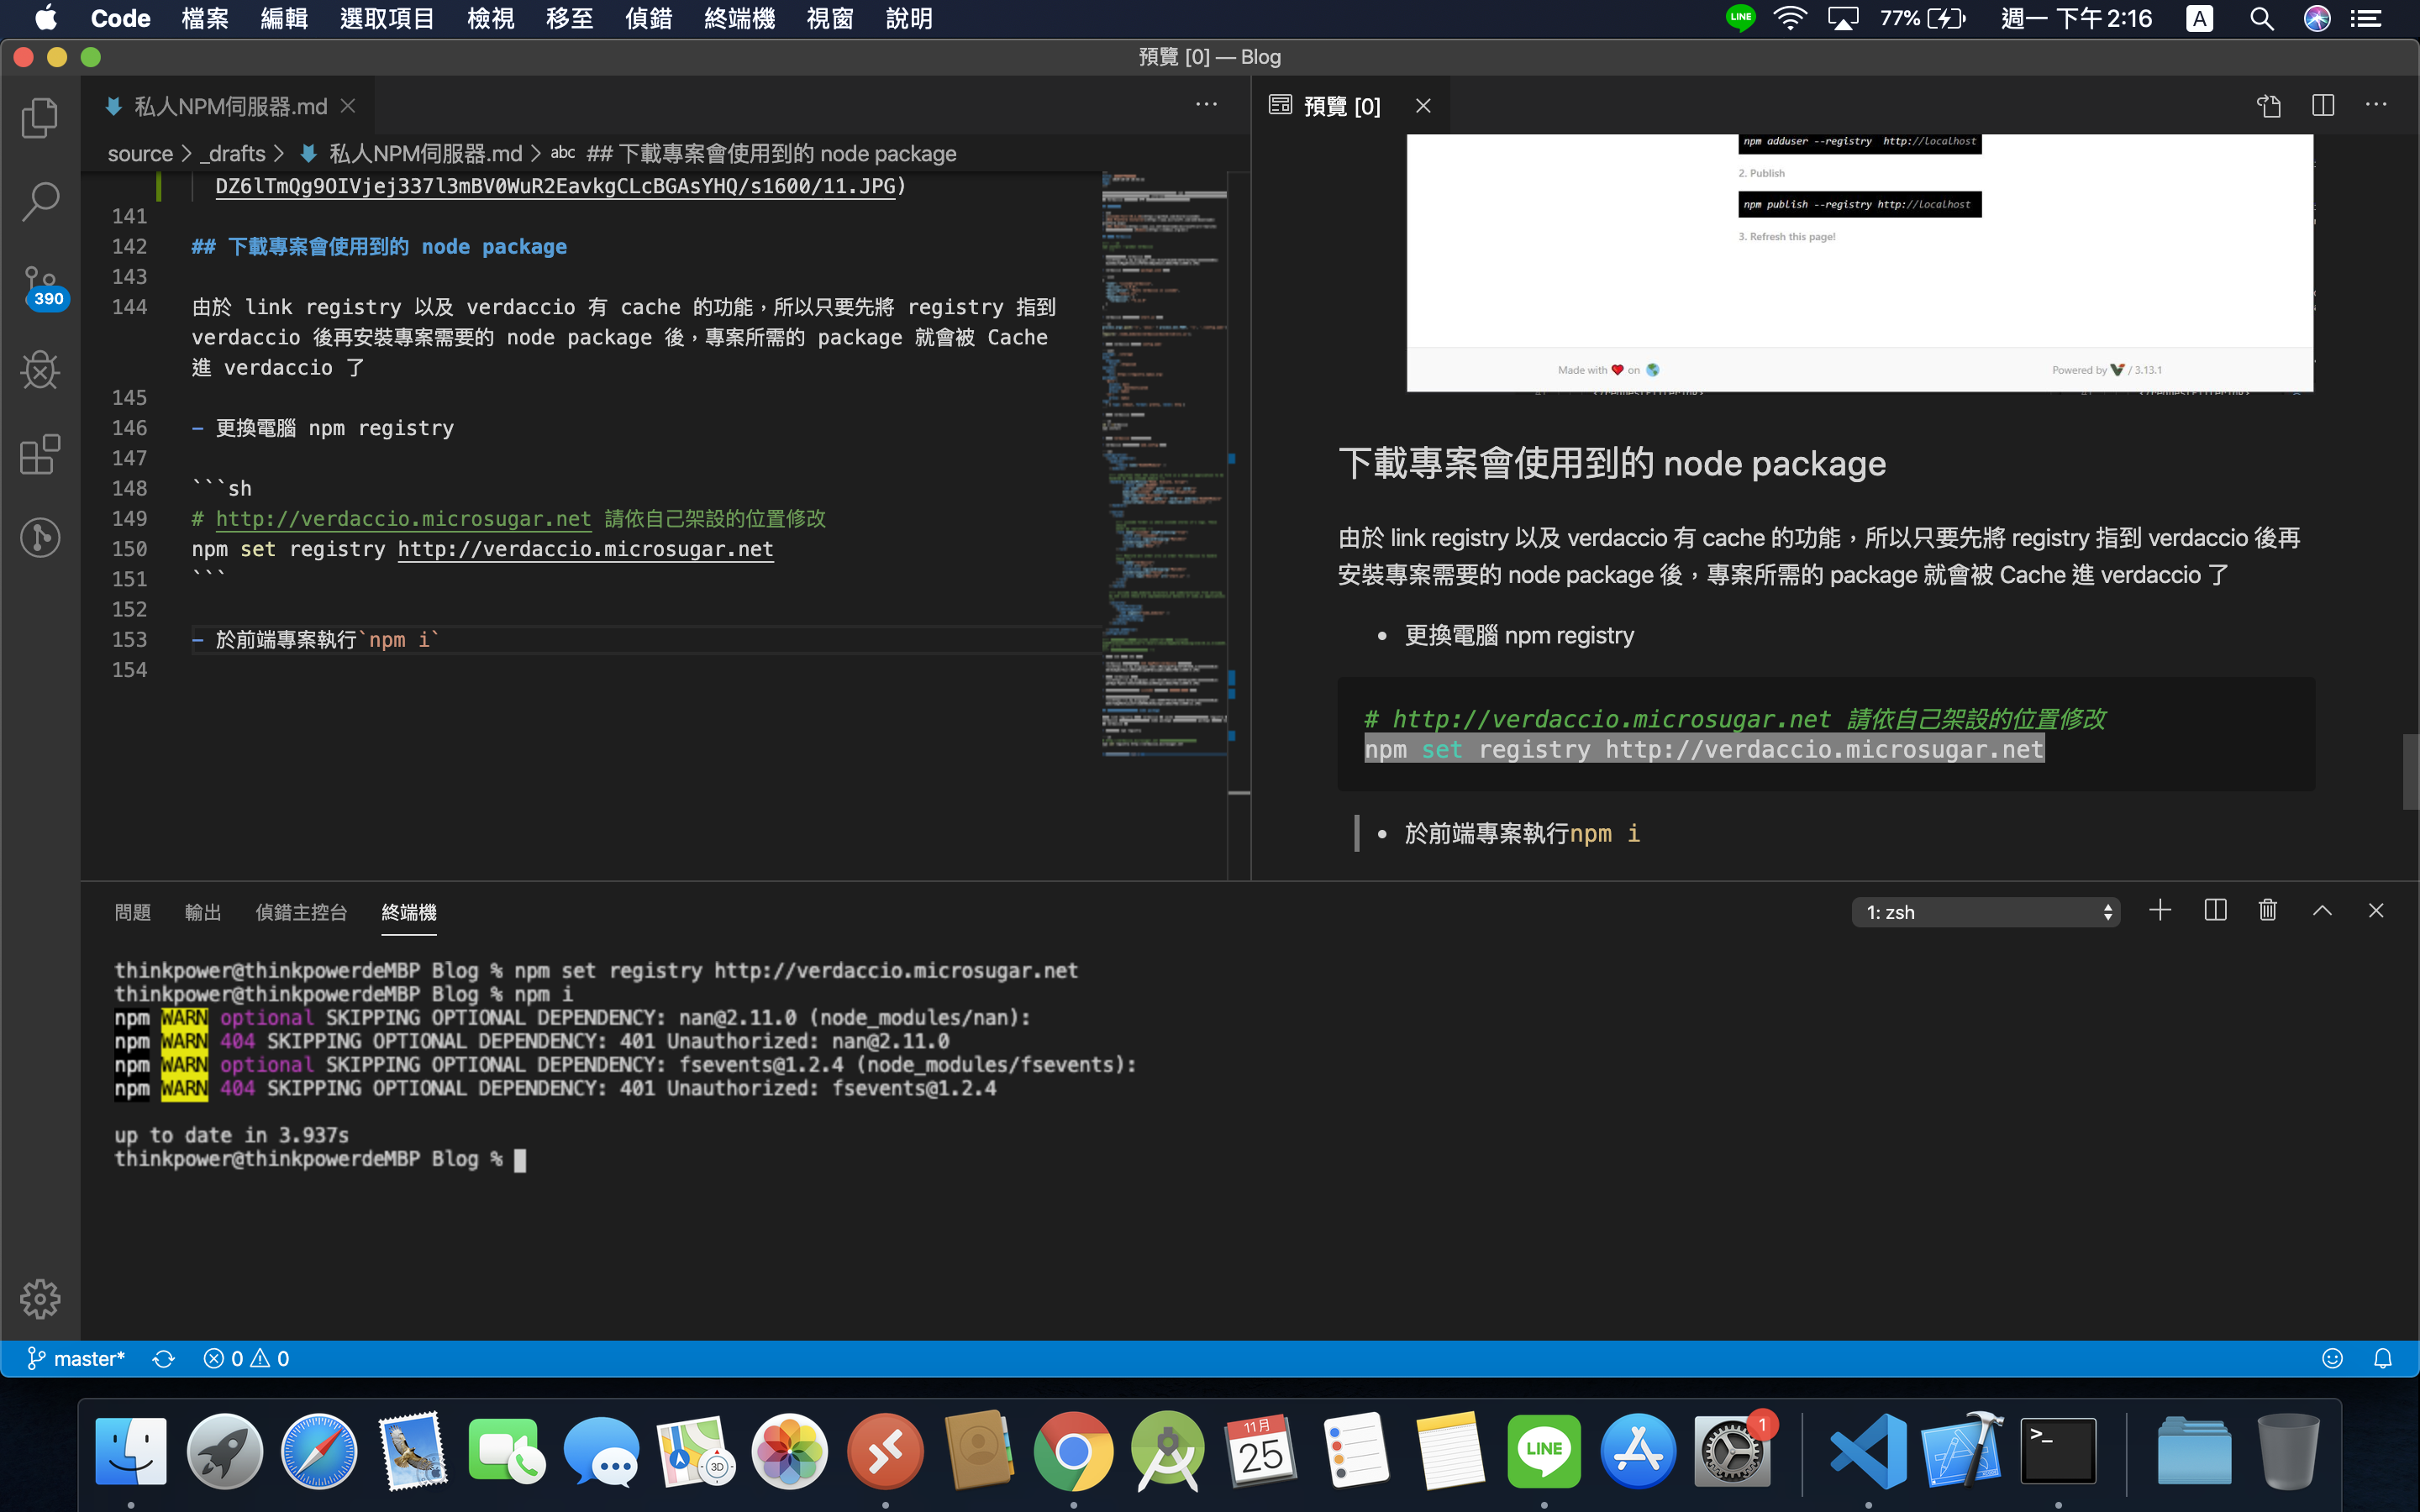 Code 檔案 編輯 選取項目 檢視 移至 偵錯 終端機 視窗 說明
LINE 77% 週一 下午 2:16 A
預覽 [0] — Blog
私人NPM伺服器.md
預覽 [0]
source > _drafts > 私人NPM伺服器.md > abc ## 下載專案會使用到的 node package
DZ6lTmQg9OIVjej337l3mBV0WuR2EavkgCLcBGAsYHQ/s1600/11.JPG)
141
142 ## 下載專案會使用到的 node package
143
144 由於 link registry 以及 verdaccio 有 cache 的功能，所以只要先將 registry 指到
verdaccio 後再安裝專案需要的 node package 後，專案所需的 package 就會被 Cache
進 verdaccio 了
145
146 - 更換電腦 npm registry
147
148 ```sh
149 # http://verdaccio.microsugar.net 請依自己架設的位置修改
150 npm set registry http://verdaccio.microsugar.net
151 ```
152
153 - 於前端專案執行`npm i`
154
390
npm adduser --registry http://localhost
2. Publish
npm publish --registry http://localhost
3. Refresh this page!
Made with ❤ on
Powered by / 3.13.1
下載專案會使用到的 node package
由於 link registry 以及 verdaccio 有 cache 的功能，所以只要先將 registry 指到 verdaccio 後再
安裝專案需要的 node package 後，專案所需的 package 就會被 Cache 進 verdaccio 了
• 更換電腦 npm registry
# http://verdaccio.microsugar.net 請依自己架設的位置修改
npm set registry http://verdaccio.microsugar.net
• 於前端專案執行npm i
問題 輸出 偵錯主控台 終端機
1: zsh
thinkpower@thinkpowerdeMBP Blog % npm set registry http://verdaccio.microsugar.net
thinkpower@thinkpowerdeMBP Blog % npm i
npm WARN optional SKIPPING OPTIONAL DEPENDENCY: nan@2.11.0 (node_modules/nan):
npm WARN 404 SKIPPING OPTIONAL DEPENDENCY: 401 Unauthorized: nan@2.11.0
npm WARN optional SKIPPING OPTIONAL DEPENDENCY: fsevents@1.2.4 (node_modules/fsevents):
npm WARN 404 SKIPPING OPTIONAL DEPENDENCY: 401 Unauthorized: fsevents@1.2.4
up to date in 3.937s
thinkpower@thinkpowerdeMBP Blog %
master* 0 0
3D
11月
25
LINE
1
>_